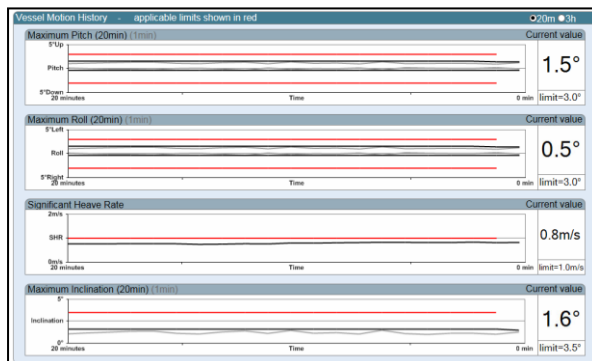 Vessel Motion History - applicable limits shown in red 20m 3h
Maximum Pitch (20min) (1min) Current value
5°Up
Pitch
5°Down
20 minutes Time 0 min
1.5°
limit=3.0°
Maximum Roll (20min) (1min) Current value
5°Left
Roll
5°Right
20 minutes Time 0 min
0.5°
limit=3.0°
Significant Heave Rate Current value
2m/s
SHR
0m/s
20 minutes Time 0 min
0.8m/s
limit=1.0m/s
Maximum Inclination (20min) (1min) Current value
5°
Inclination
0°
20 minutes Time 0 min
1.6°
limit=3.5°